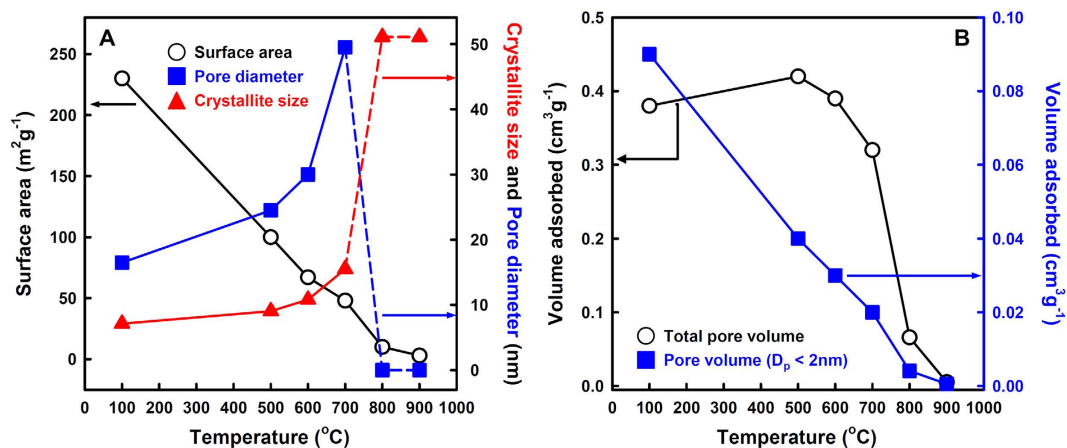 A
Surface area
Pore diameter
Crystallite size
Surface area (m²g⁻¹)
250
200
150
100
50
0
0 100 200 300 400 500 600 700 800 900 1000
Temperature (°C)
50
40
30
20
10
0
Crystallite size and Pore diameter (nm)
B
Volume adsorbed (cm³g⁻¹)
0.5
0.4
0.3
0.2
0.1
0.0
Total pore volume
Pore volume (Dₚ < 2nm)
0 100 200 300 400 500 600 700 800 900 1000
Temperature (°C)
0.10
0.08
0.06
0.04
0.02
0.00
Volume adsorbed (cm³g⁻¹)